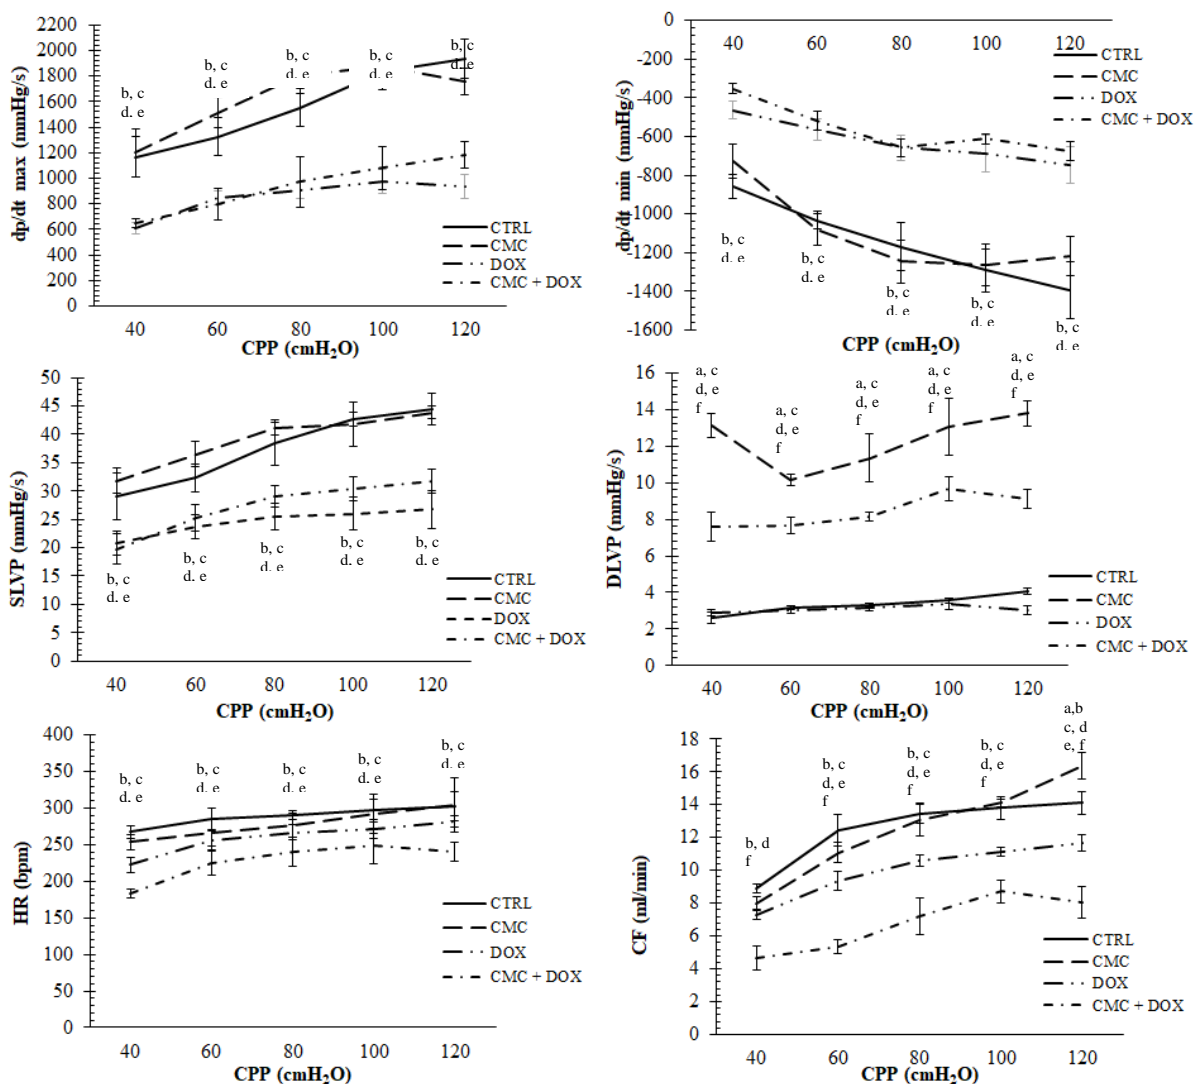 dp/dt max (mmHg/s)
2200
2000
1800
1600
1400
1200
1000
800
600
400
200
0
b, c
d. e
b, c
d. e
b, c
d. e
b, c
d. e
b, c
d. e
CTRL
CMC
DOX
CMC + DOX
40 60 80 100 120
CPP (cmH2O)
dp/dt min (mmHg/s)
0
-200
-400
-600
-800
-1000
-1200
-1400
-1600
40 60 80 100 120
CTRL
CMC
DOX
CMC + DOX
b, c
d. e
b, c
d. e
b, c
d. e
b, c
d. e
b, c
d. e
CPP (cmH2O)
SLVP (mmHg/s)
50
45
40
35
30
25
20
15
10
5
0
b, c
d. e
b, c
d. e
b, c
d. e
b, c
d. e
b, c
d. e
CTRL
CMC
DOX
CMC + DOX
40 60 80 100 120
CPP (cmH2O)
DLVP (mmHg/s)
16
14
12
10
8
6
4
2
0
a, c
d, e
f
a, c
d, e
f
a, c
d, e
f
a, c
d, e
f
a, c
d, e
f
CTRL
CMC
DOX
CMC + DOX
40 60 80 100 120
CPP (cmH2O)
HR (bpm)
400
350
300
250
200
150
100
50
0
b, c
d. e
b, c
d. e
b, c
d. e
b, c
d. e
b, c
d. e
CTRL
CMC
DOX
CMC + DOX
40 60 80 100 120
CPP (cmH2O)
CF (ml/min)
18
16
14
12
10
8
6
4
2
0
b, d
f
b, c
d, e
f
b, c
d, e
f
b, c
d, e
f
a,b
c, d
e, f
CTRL
CMC
DOX
CMC + DOX
40 60 80 100 120
CPP (cmH2O)